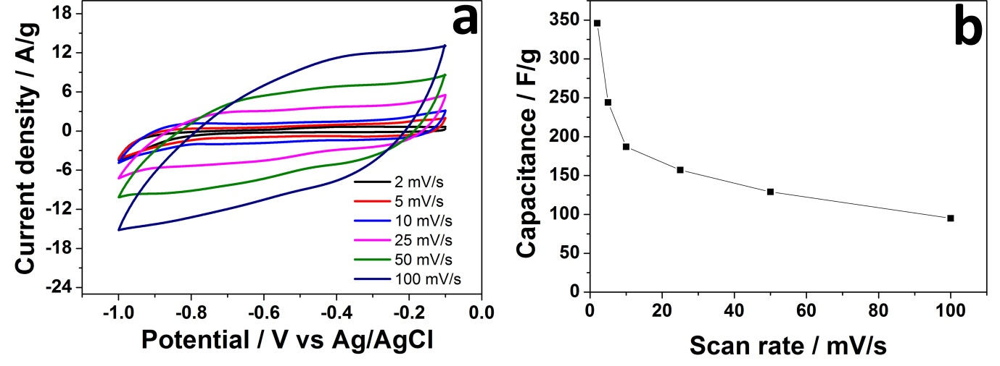 a
18
12
6
0
-6
-12
-18
-24
Current density / A/g
2 mV/s
5 mV/s
10 mV/s
25 mV/s
50 mV/s
100 mV/s
-1.0 -0.8 -0.6 -0.4 -0.2 0.0
Potential / V vs Ag/AgCl
b
350
300
250
200
150
100
50
0
Capacitance / F/g
0 20 40 60 80 100
Scan rate / mV/s